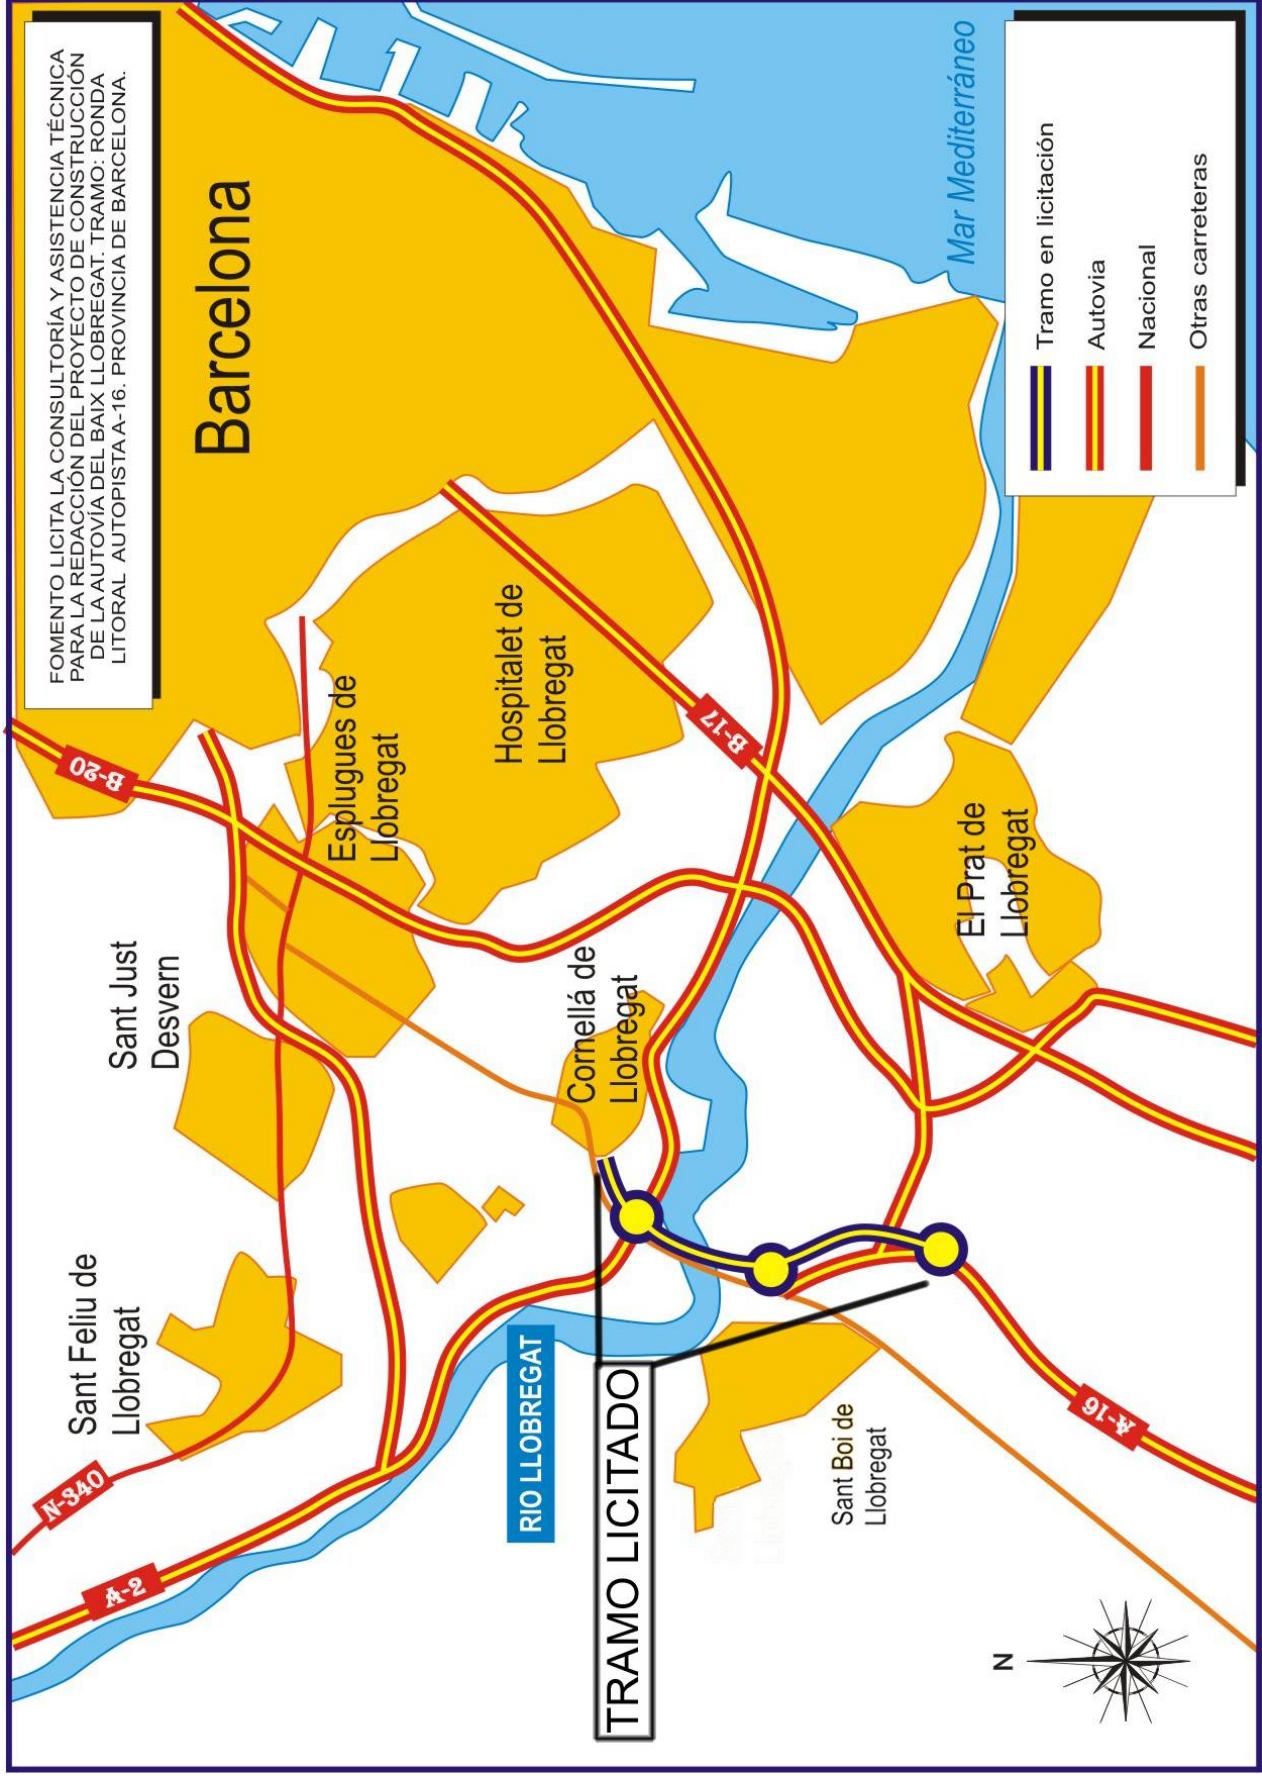 FOMENTO LICITA LA CONSULTORÍA Y ASISTENCIA TÉCNICA
PARA LA REDACCIÓN DEL PROYECTO DE CONSTRUCCIÓN
DE LA AUTOVÍA DEL BAIX LLOBREGAT. TRAMO: RONDA
LITORAL AUTOPISTA A-16. PROVINCIA DE BARCELONA.
Barcelona
B-20
Sant Just
Desvern
Sant Feliu de
Llobregat
N-340
A-2
Esplugues de
Llobregat
Hospitalet de
Llobregat
B-17
Cornellá de
Llobregat
RIO LLOBREGAT
TRAMO LICITADO
Sant Boi de
Llobregat
El Prat de
Llobregat
A-16
Mar Mediterráneo
Tramo en licitación
Autovia
Nacional
Otras carreteras
N